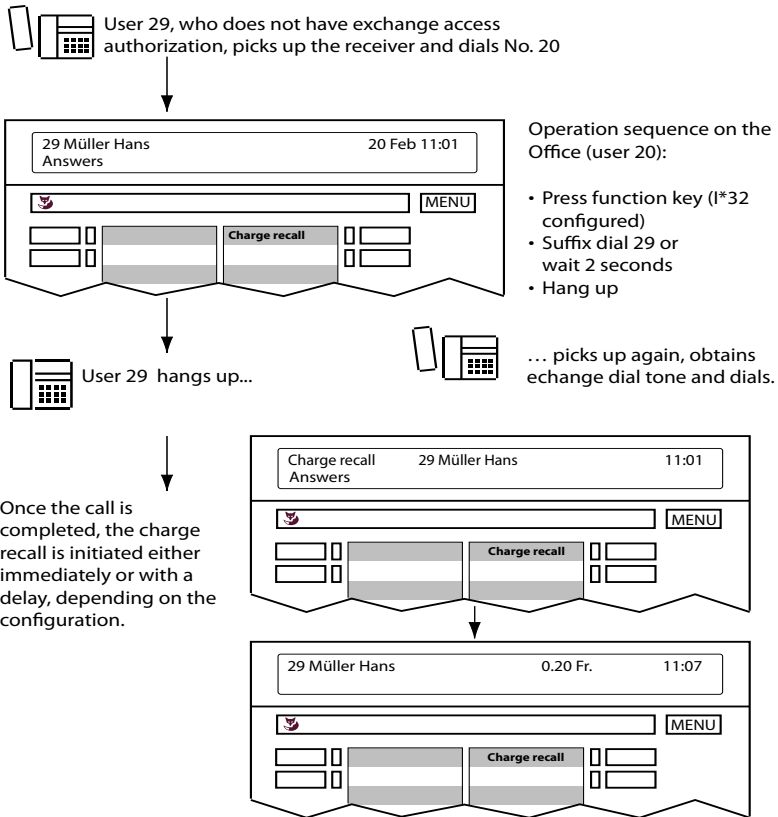 User 29, who does not have exchange access
authorization, picks up the receiver and dials No. 20
29 Müller Hans 20 Feb 11:01
Answers
MENU
Charge recall
Operation sequence on the
Office (user 20):
• Press function key (I*32
configured)
• Suffix dial 29 or
wait 2 seconds
• Hang up
User 29 hangs up...
… picks up again, obtains
echange dial tone and dials.
Once the call is
completed, the charge
recall is initiated either
immediately or with a
delay, depending on the
configuration.
Charge recall 29 Müller Hans 11:01
Answers
MENU
Charge recall
29 Müller Hans 0.20 Fr. 11:07
MENU
Charge recall